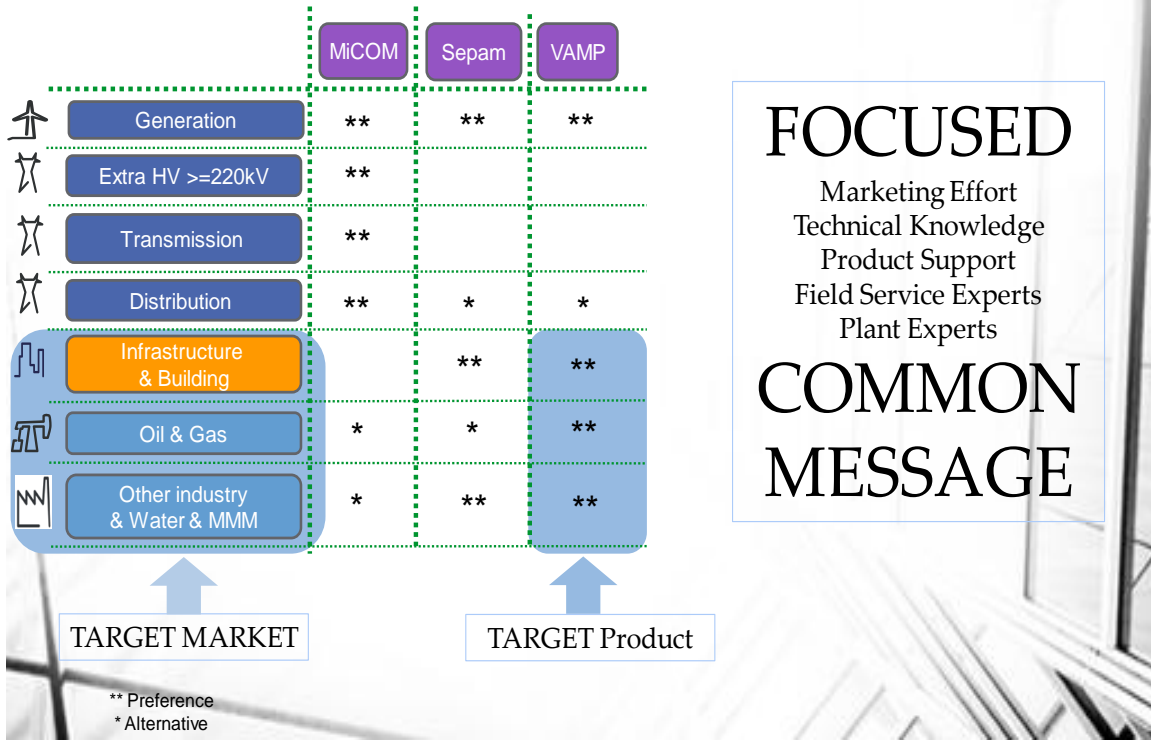 MiCOM
Sepam
VAMP
Generation
** ** **
Extra HV >=220kV
**
Transmission
**
Distribution
** * *
Infrastructure
& Building
** **
Oil & Gas
* * **
Other industry
& Water & MMM
* ** **
TARGET MARKET
TARGET Product
** Preference
* Alternative
FOCUSED
Marketing Effort
Technical Knowledge
Product Support
Field Service Experts
Plant Experts
COMMON
MESSAGE